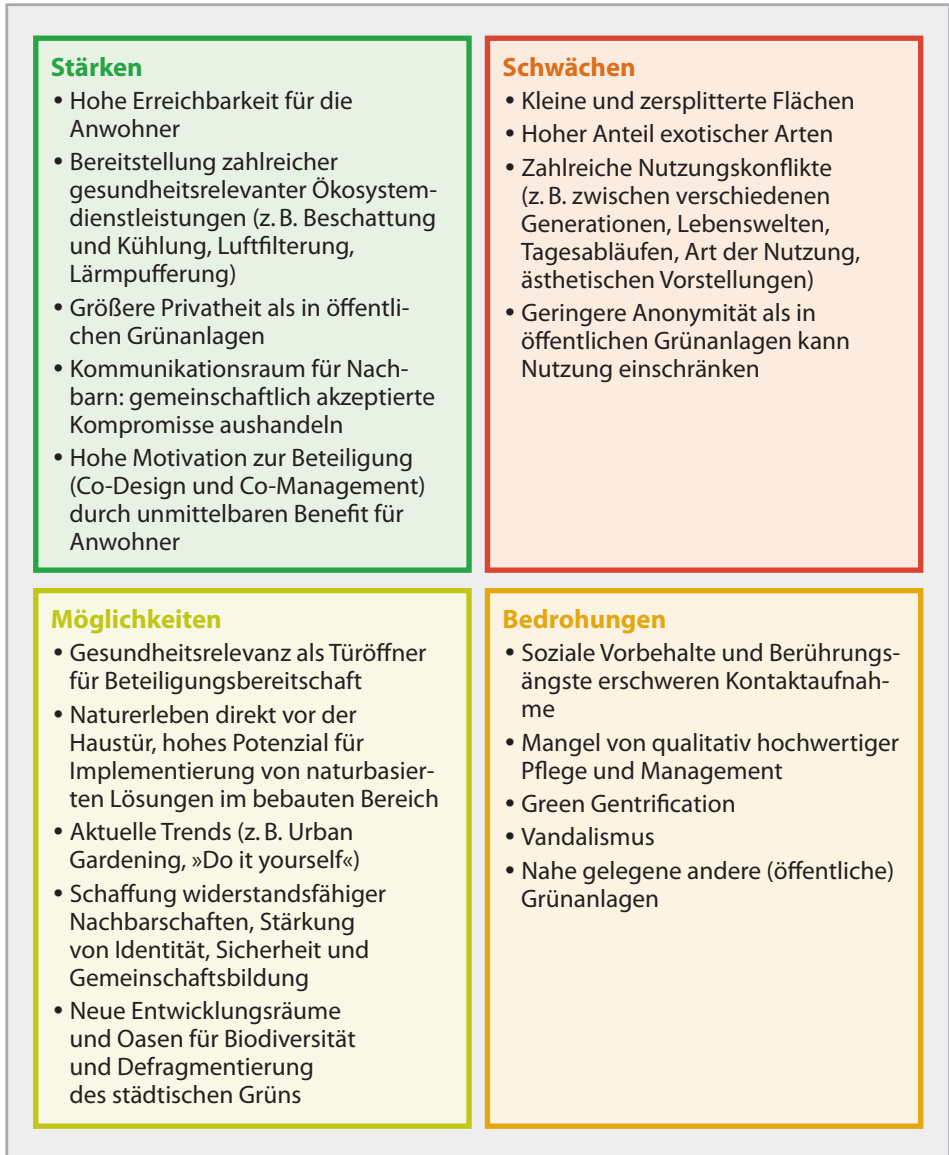 Stärken
• Hohe Erreichbarkeit für die
Anwohner
• Bereitstellung zahlreicher
gesundheitsrelevanter Ökosystem-
dienstleistungen (z. B. Beschattung
und Kühlung, Luftfilterung,
Lärmpufferung)
• Größere Privatheit als in öffentli-
chen Grünanlagen
• Kommunikationsraum für Nach-
barn: gemeinschaftlich akzeptierte
Kompromisse aushandeln
• Hohe Motivation zur Beteiligung
(Co-Design und Co-Management)
durch unmittelbaren Benefit für
Anwohner
Schwächen
• Kleine und zersplitterte Flächen
• Hoher Anteil exotischer Arten
• Zahlreiche Nutzungskonflikte
(z. B. zwischen verschiedenen
Generationen, Lebenswelten,
Tagesabläufen, Art der Nutzung,
ästhetischen Vorstellungen)
• Geringere Anonymität als in
öffentlichen Grünanlagen kann
Nutzung einschränken
Möglichkeiten
• Gesundheitsrelevanz als Türöffner
für Beteiligungsbereitschaft
• Naturerleben direkt vor der
Haustür, hohes Potenzial für
Implementierung von naturbasier-
ten Lösungen im bebauten Bereich
• Aktuelle Trends (z. B. Urban
Gardening, »Do it yourself«)
• Schaffung widerstandsfähiger
Nachbarschaften, Stärkung
von Identität, Sicherheit und
Gemeinschaftsbildung
• Neue Entwicklungsräume
und Oasen für Biodiversität
und Defragmentierung
des städtischen Grüns
Bedrohungen
• Soziale Vorbehalte und Berührungs-
ängste erschweren Kontaktaufnah-
me
• Mangel von qualitativ hochwertiger
Pflege und Management
• Green Gentrification
• Vandalismus
• Nahe gelegene andere (öffentliche)
Grünanlagen